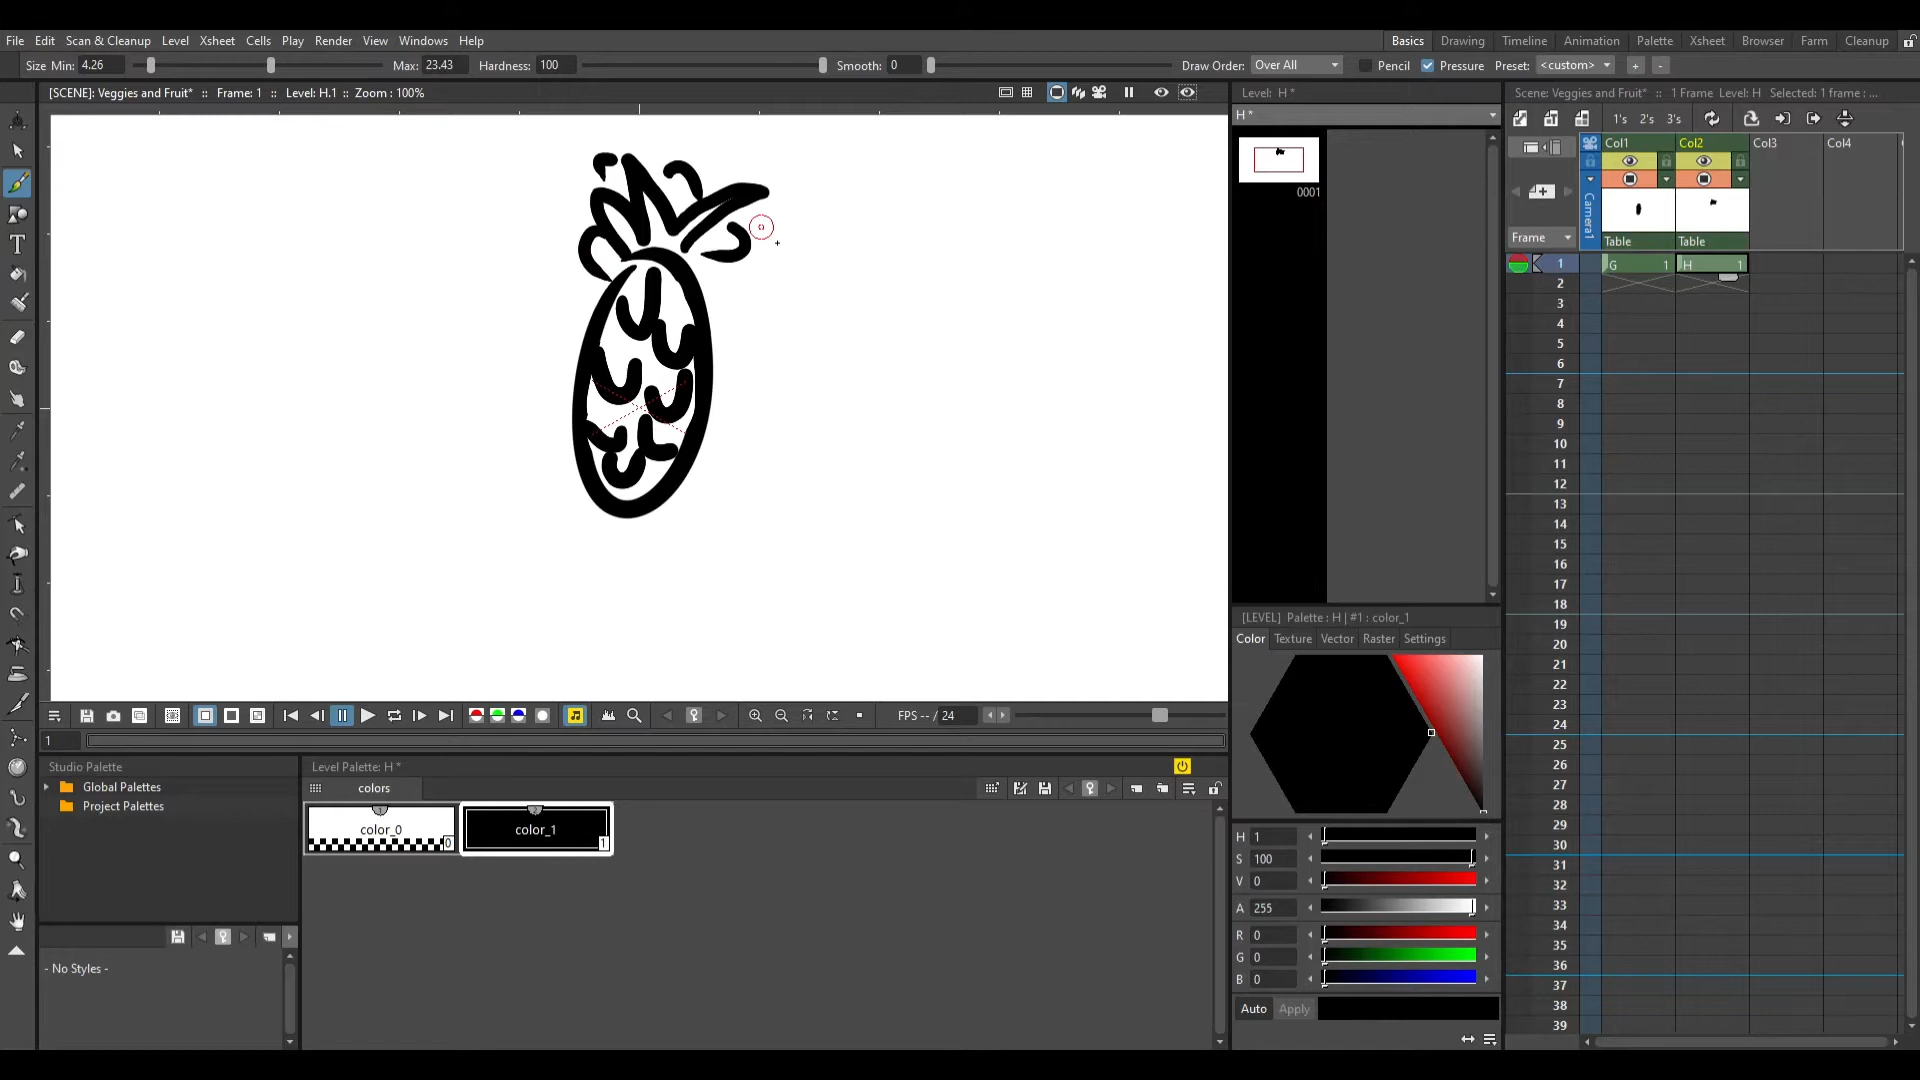 File Edit Scan & Cleanup Level Xsheet Cells Play Render View Windows Help
Basics Drawing Timeline Animation Palette Xsheet Browser Farm Cleanup
Size Min: 4.26 Max: 23.43 Hardness: 100 Smooth: 0 Draw Order: Over All Pencil Pressure Preset: <custom> + -
[SCENE]: Veggies and Fruit* :: Frame: 1 :: Level: H.1 :: Zoom : 100%
Level: H *
H *
0001
Scene: Veggies and Fruit* :: 1 Frame Level: H Selected: 1 frame : ...
1's 2's 3's
Col1 Col2 Col3 Col4
Camera1
Frame Table Table
1 G 1 H 1
2
3
4
5
6
7
8
9
10
11
12
13
14
15
16
17
18
19
20
21
22
23
24
25
26
27
28
29
30
31
32
33
34
35
36
37
38
39
[LEVEL] Palette : H | #1 : color_1
Color Texture Vector Raster Settings
H 1
S 100
V 0
A 255
R 0
G 0
B 0
Auto Apply
FPS -- / 24
1
Studio Palette
Global Palettes
Project Palettes
- No Styles -
Level Palette: H *
colors
1 2
color_0 color_1
0 1